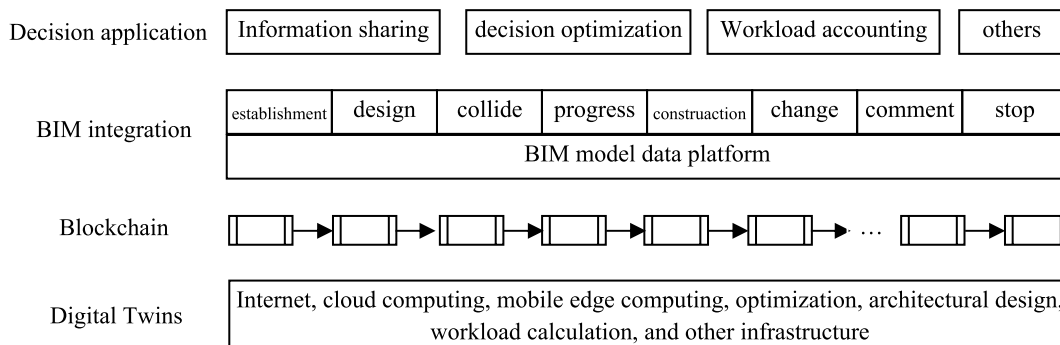 Decision application
Information sharing
decision optimization
Workload accounting
others
BIM integration
establishment
design
collide
progress
construaction
change
comment
stop
BIM model data platform
Blockchain
...
Digital Twins
Internet, cloud computing, mobile edge computing, optimization, architectural design,
workload calculation, and other infrastructure